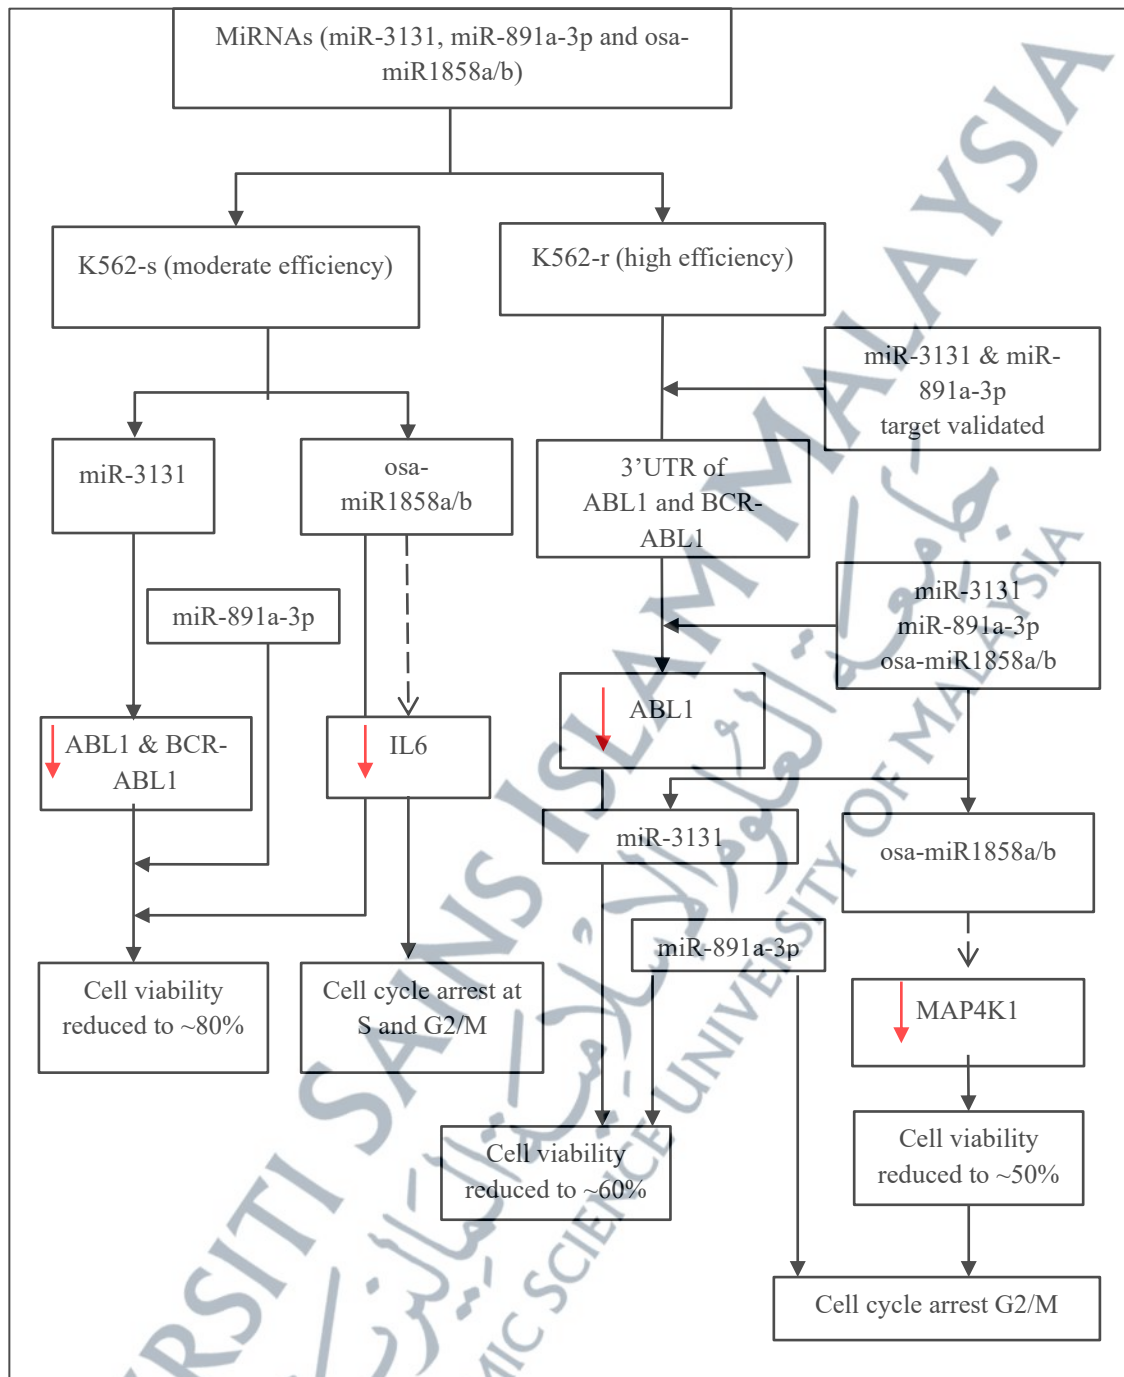 MiRNAs (miR-3131, miR-891a-3p and osa-
miR1858a/b)
K562-s (moderate efficiency)
K562-r (high efficiency)
miR-3131 & miR-
891a-3p
target validated
miR-3131
osa-
miR1858a/b
3’UTR of
ABL1 and BCR-
ABL1
miR-891a-3p
miR-3131
miR-891a-3p
osa-miR1858a/b
ABL1 & BCR-
ABL1
IL6
ABL1
miR-3131
osa-miR1858a/b
miR-891a-3p
Cell viability
reduced to ~80%
Cell cycle arrest at
S and G2/M
MAP4K1
Cell viability
reduced to ~60%
Cell viability
reduced to ~50%
Cell cycle arrest G2/M
ERSITI SAINS ISLAM MALAYSIA
MIC SCIENCE UNIVERSITY OF MALAYSIA